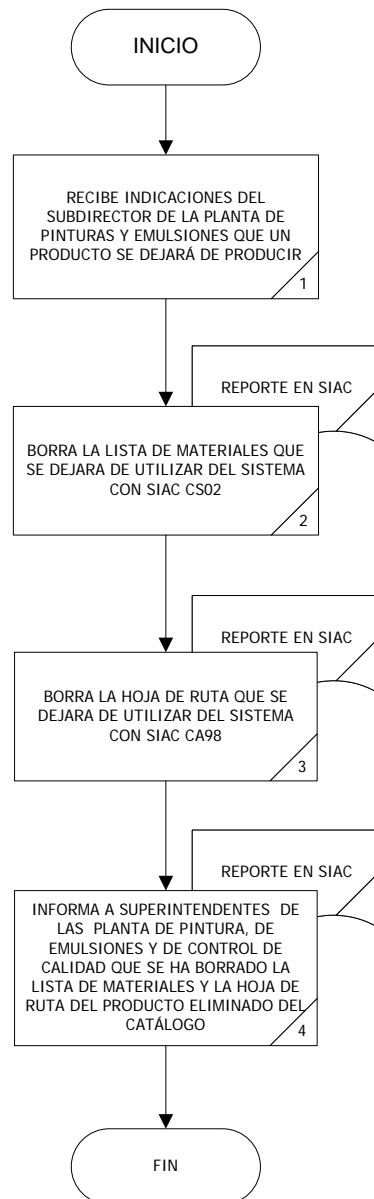 INICIO
RECIBE INDICACIONES DEL
SUBDIRECTOR DE LA PLANTA DE
PINTURAS Y EMULSIONES QUE UN
PRODUCTO SE DEJARÁ DE PRODUCIR
1
REPORTE EN SIAC
BORRA LA LISTA DE MATERIALES QUE
SE DEJARA DE UTILIZAR DEL SISTEMA
CON SIAC CS02
2
REPORTE EN SIAC
BORRA LA HOJA DE RUTA QUE SE
DEJARA DE UTILIZAR DEL SISTEMA
CON SIAC CA98
3
REPORTE EN SIAC
INFORMA A SUPERINTENDENTES DE
LAS PLANTA DE PINTURA, DE
EMULSIONES Y DE CONTROL DE
CALIDAD QUE SE HA BORRADO LA
LISTA DE MATERIALES Y LA HOJA DE
RUTA DEL PRODUCTO ELIMINADO DEL
CATÁLOGO
4
FIN